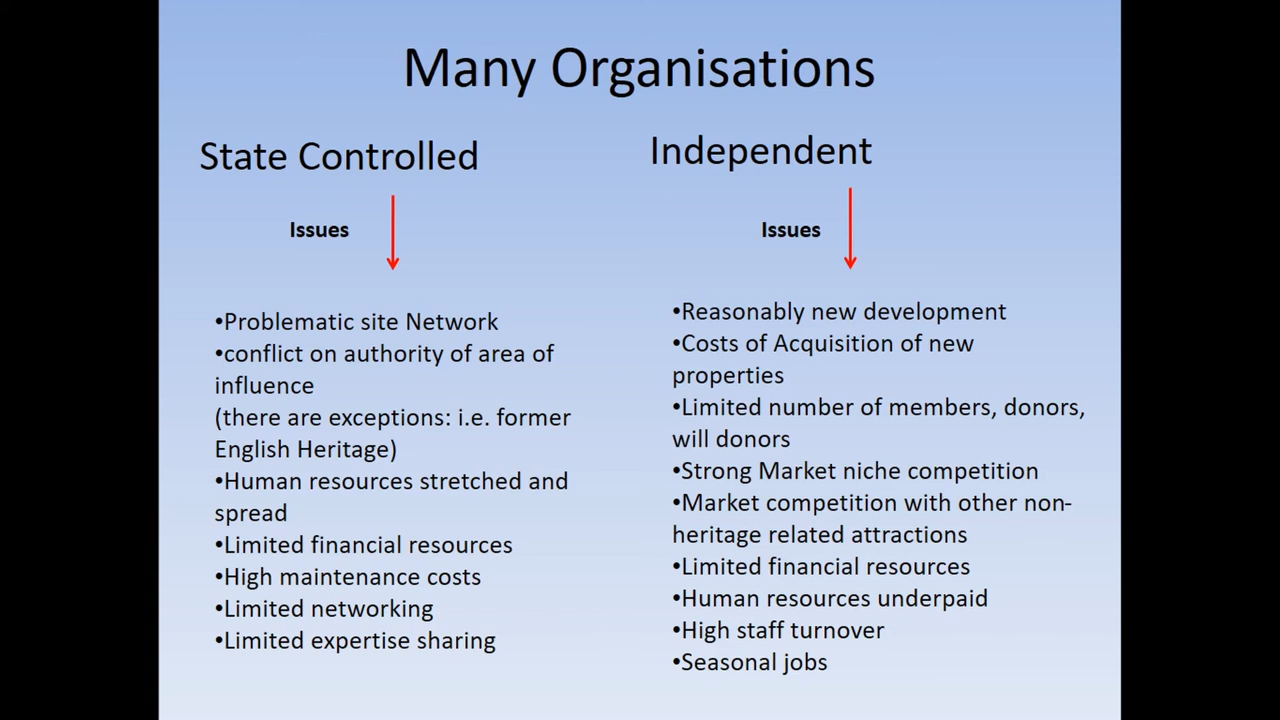 Many Organisations
State Controlled
Issues
•Problematic site Network
•conflict on authority of area of
influence
(there are exceptions: i.e. former
English Heritage)
•Human resources stretched and
spread
•Limited financial resources
•High maintenance costs
•Limited networking
•Limited expertise sharing
Independent
Issues
•Reasonably new development
•Costs of Acquisition of new
properties
•Limited number of members, donors,
will donors
•Strong Market niche competition
•Market competition with other non-
heritage related attractions
•Limited financial resources
•Human resources underpaid
•High staff turnover
•Seasonal jobs